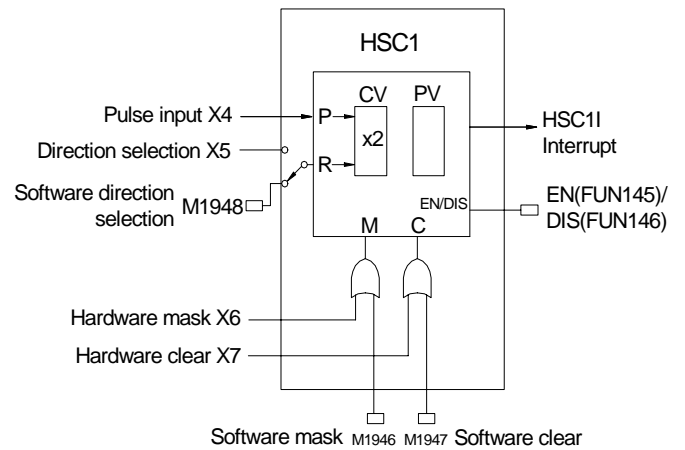 HSC1
CV PV
Pulse input X4
P
x2
HSC1I
Interrupt
Direction selection X5
R
Software direction
selection M1948
EN/DIS
EN(FUN145)/
DIS(FUN146)
M C
Hardware mask X6
Hardware clear X7
Software mask M1946 M1947 Software clear